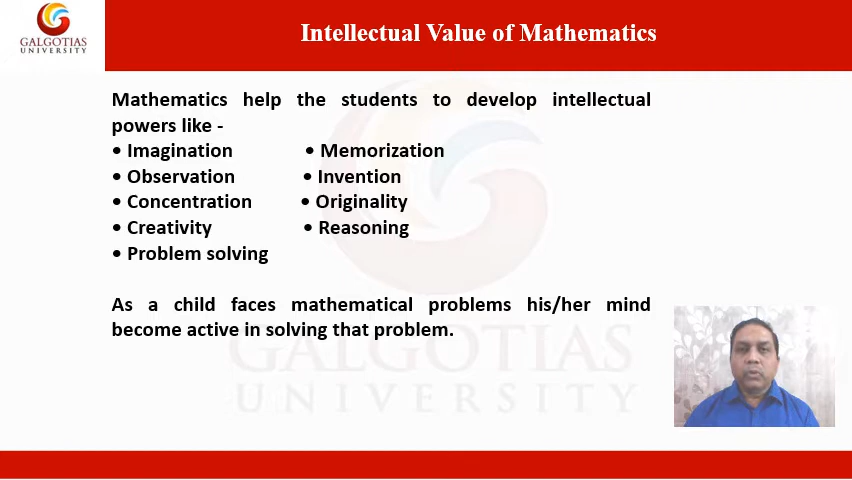 GALGOTIAS
UNIVERSITY
Intellectual Value of Mathematics
Mathematics help the students to develop intellectual
powers like -
• Imagination • Memorization
• Observation • Invention
• Concentration • Originality
• Creativity • Reasoning
• Problem solving
As a child faces mathematical problems his/her mind
become active in solving that problem.
GALGOTIAS
UNIVERSITY